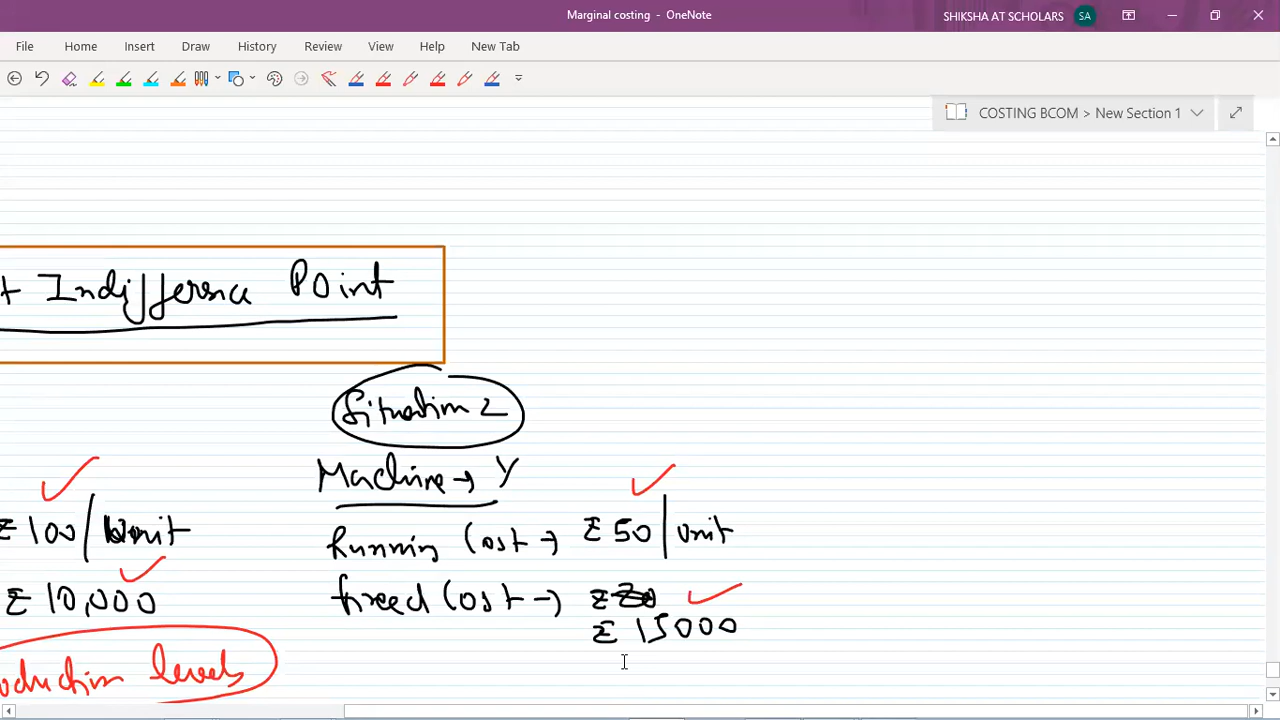 Marginal costing - OneNote
SHIKSHA AT SCHOLARS SA
File Home Insert Draw History Review View Help New Tab
COSTING BCOM > New Section 1
t Indifference Point
Situation 2
Machine → Y
₹ 100 / Unit
Running Cost → ₹ 50 / unit
₹ 10,000
fixed Cost →
₹ 15000
oduction levels